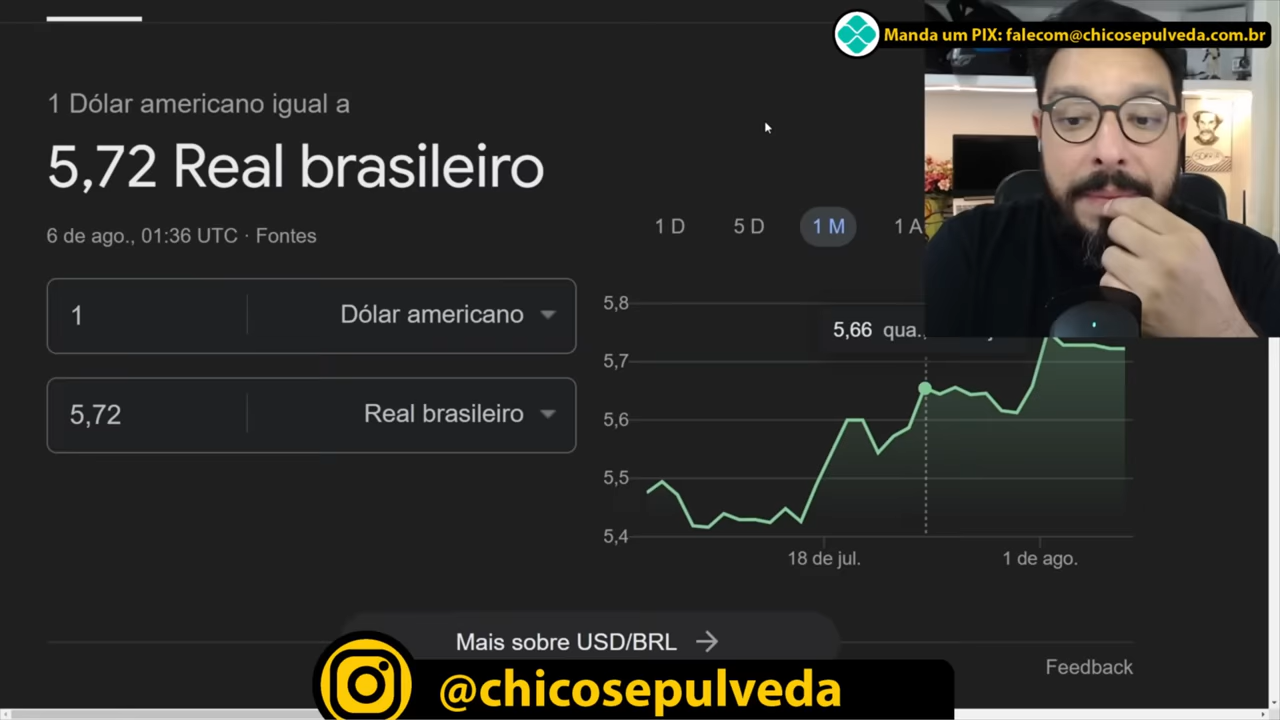 Manda um PIX: falecom@chicosepulveda.com.br
1 Dólar americano igual a
5,72 Real brasileiro
6 de ago., 01:36 UTC · Fontes
1 D
5 D
1 M
1 A
1
Dólar americano
5,72
Real brasileiro
5,8
5,66 qua.,
5,7
5,6
5,5
5,4
18 de jul.
1 de ago.
Mais sobre USD/BRL
Feedback
@chicosepulveda